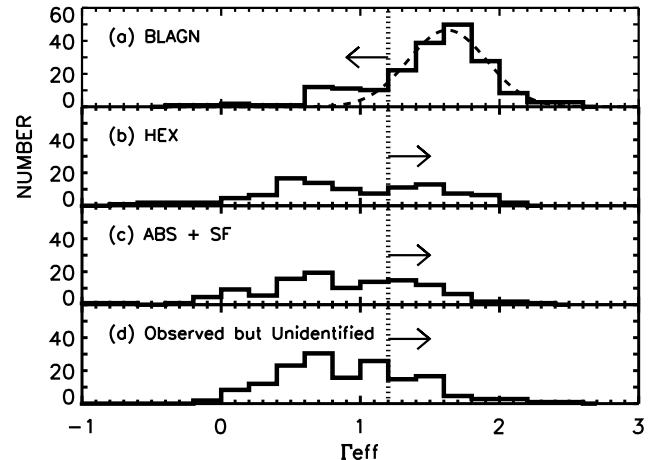 60
40
20
0
(a) BLAGN
40
20
0
(b) HEX
40
20
0
(c) ABS + SF
40
20
0
(d) Observed but Unidentified
NUMBER
-1 0 1 2 3
Γeff